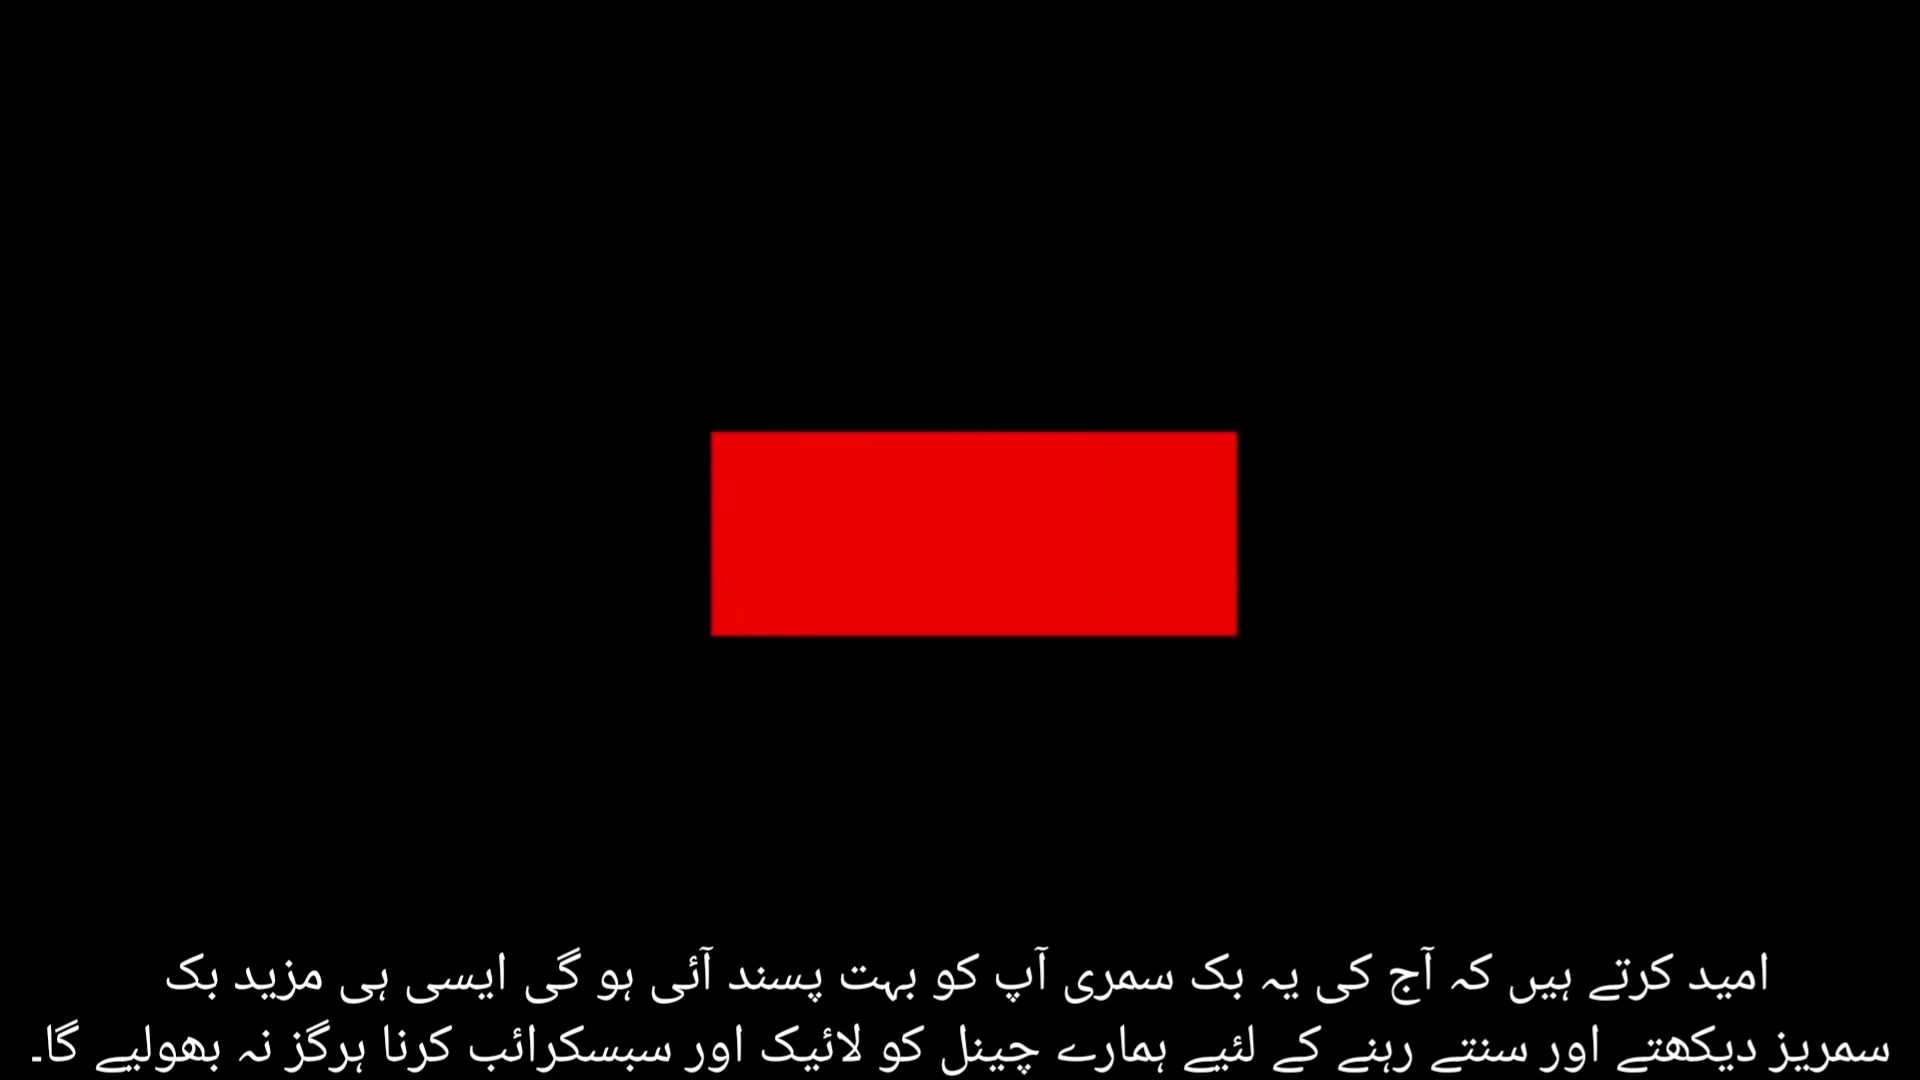 امید کرتے ہیں کہ آج کی یہ بک سمری آپ کو بہت پسند آئی ہو گی ایسی ہی مزید بک
سمریز دیکھتے اور سنتے رہنے کے لئیے ہمارے چینل کو لائیک اور سبسکرائب کرنا ہرگز نہ بھولیے گا۔